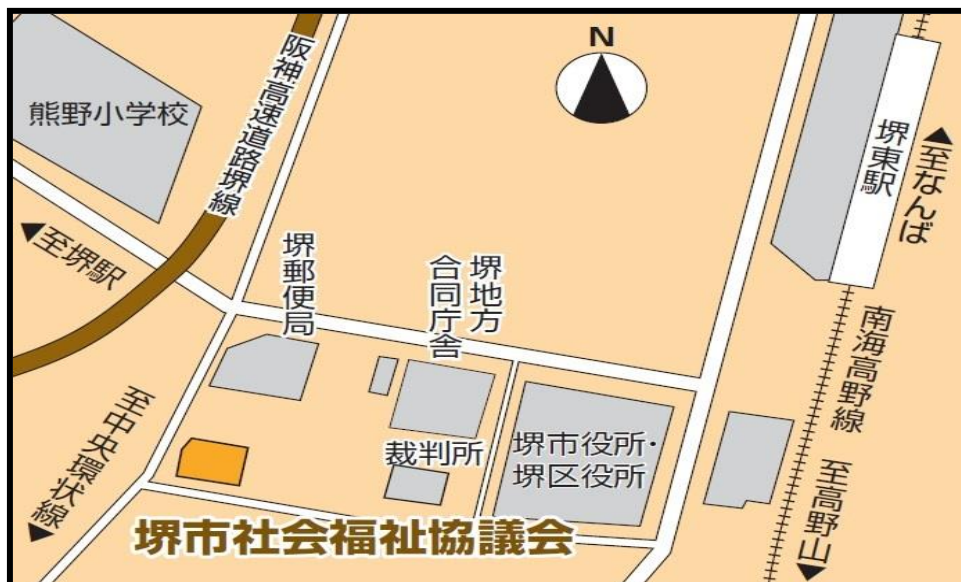 N
熊野小学校
阪神高速道路堺線
堺東駅
▲至なんば
◀至堺駅
堺郵便局
堺地方
合同庁舎
南海高野線
至高野山▶
至中央環状線▶
裁判所
堺市役所・
堺区役所
堺市社会福祉協議会